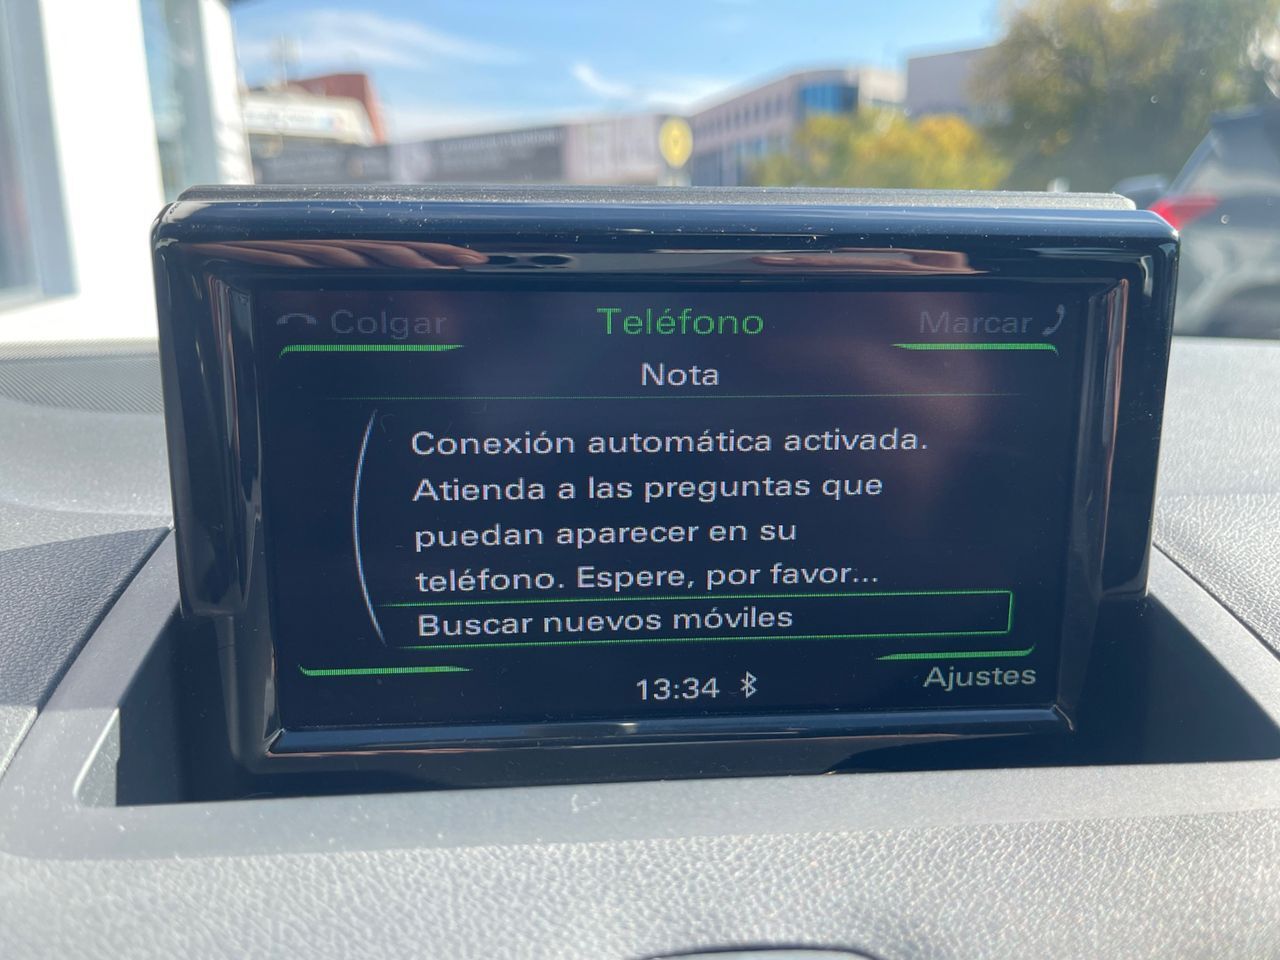 Colgar
Teléfono
Marcar
Nota
Conexión automática activada.
Atienda a las preguntas que
puedan aparecer en su
teléfono. Espere, por favor...
Buscar nuevos móviles
13:34
Ajustes